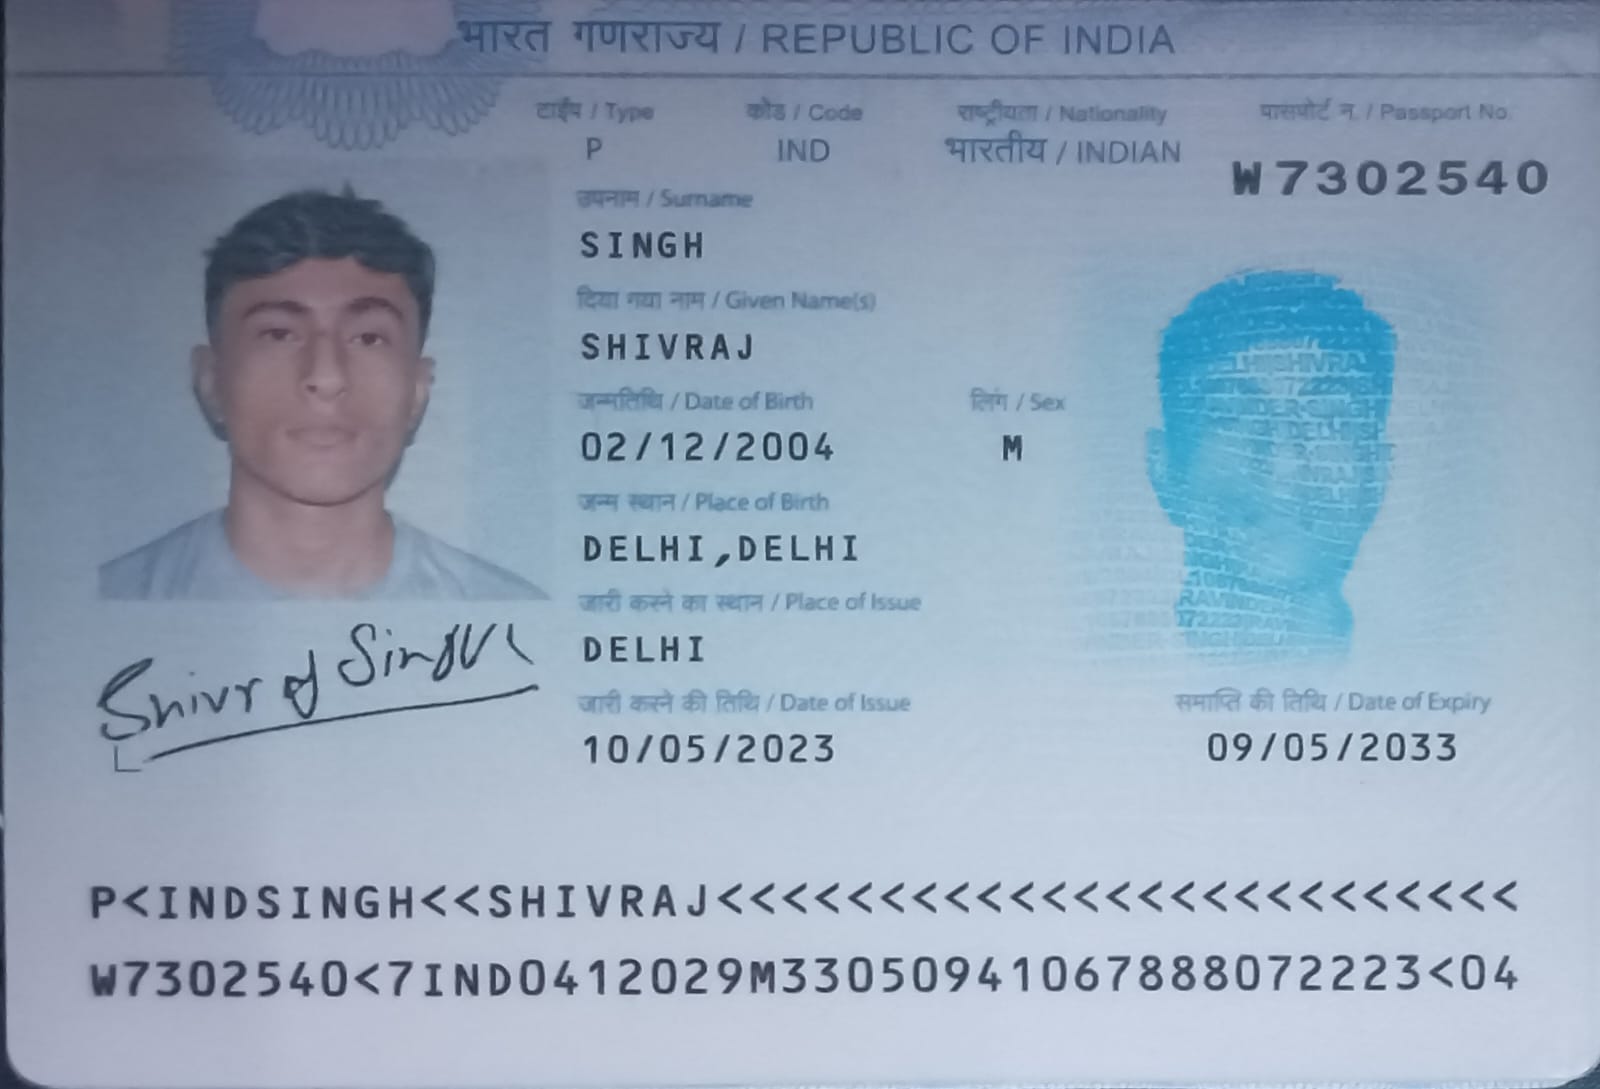 भारत गणराज्य / REPUBLIC OF INDIA
टाईप / Type कोड / Code राष्ट्रीयता / Nationality पासपोर्ट न. / Passport No.
P IND भारतीय / INDIAN W7302540
उपनाम / Surname
SINGH
दिया गया नाम / Given Name(s)
SHIVRAJ
जन्मतिथि / Date of Birth लिंग / Sex
02/12/2004 M
जन्म स्थान / Place of Birth
DELHI,DELHI
जारी करने का स्थान / Place of Issue
DELHI
जारी करने की तिथि / Date of Issue समाप्ति की तिथि / Date of Expiry
10/05/2023 09/05/2033
Shivraj Singh
P<INDSINGH<<SHIVRAJ<<<<<<<<<<<<<<<<<<<<<<<<<
W7302540<7IND0412029M3305094106788072223<04